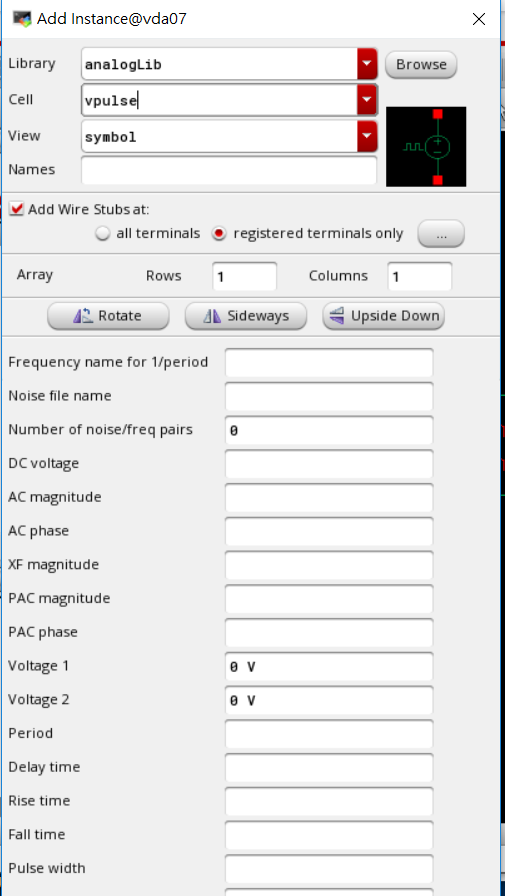 Add Instance@vda07
Library analogLib Browse
Cell vpulse
View symbol
Names
Add Wire Stubs at:
all terminals registered terminals only ...
Array Rows 1 Columns 1
Rotate Sideways Upside Down
Frequency name for 1/period
Noise file name
Number of noise/freq pairs 0
DC voltage
AC magnitude
AC phase
XF magnitude
PAC magnitude
PAC phase
Voltage 1 0 V
Voltage 2 0 V
Period
Delay time
Rise time
Fall time
Pulse width